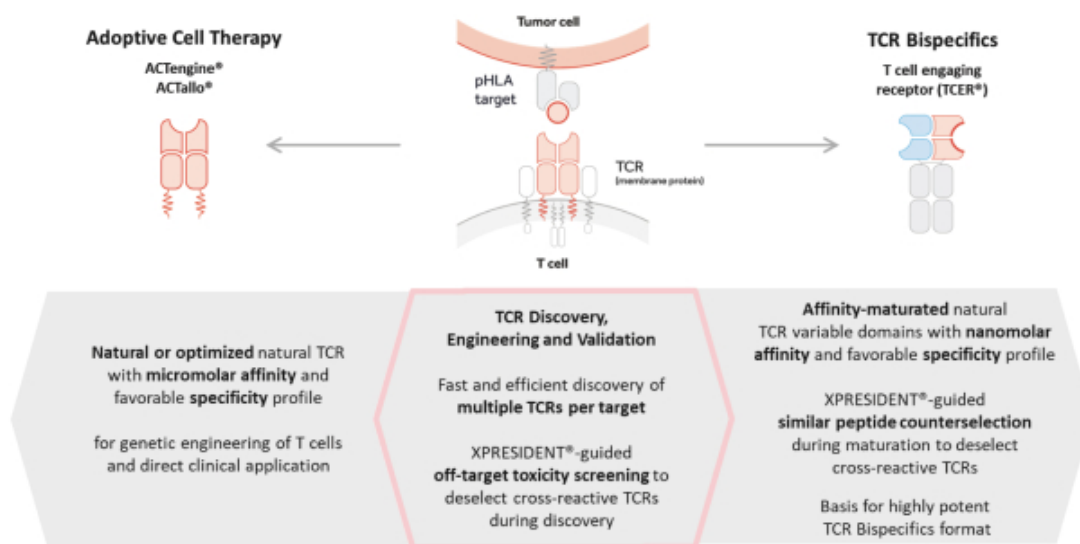 Adoptive Cell Therapy
ACTengine®
ACTallo®
Tumor cell
pHLA
target
TCR
(membrane protein)
T cell
TCR Bispecifics
T cell engaging
receptor (TCER®)
Natural or optimized natural TCR
with micromolar affinity and
favorable specificity profile
for genetic engineering of T cells
and direct clinical application
TCR Discovery,
Engineering and Validation
Fast and efficient discovery of
multiple TCRs per target
XPRESIDENT®-guided
off-target toxicity screening to
deselect cross-reactive TCRs
during discovery
Affinity-maturated natural
TCR variable domains with nanomolar
affinity and favorable specificity profile
XPRESIDENT®-guided
similar peptide counterselection
during maturation to deselect
cross-reactive TCRs
Basis for highly potent
TCR Bispecifics format